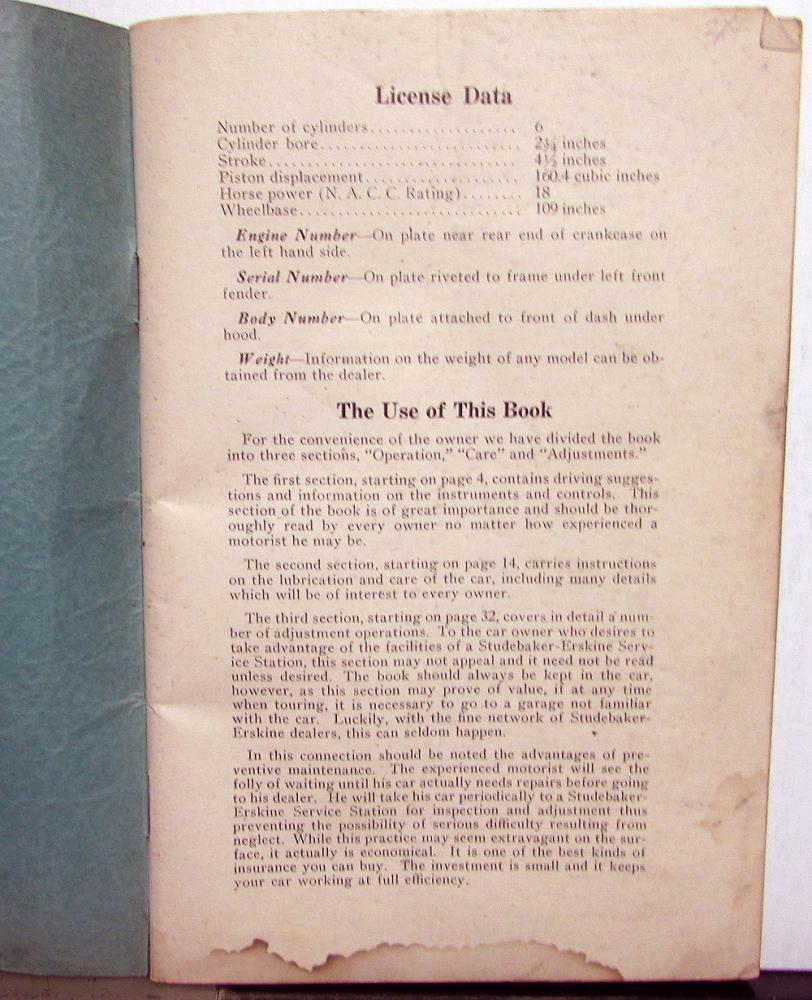 2X
License Data
Number of cylinders.................. 6
Cylinder bore........................ 2¾ inches
Stroke............................... 4½ inches
Piston displacement.................. 160.4 cubic inches
Horse power (N. A. C. C. Rating)........ 18
Wheelbase............................ 109 inches
Engine Number—On plate near rear end of crankcase on
the left hand side.
Serial Number—On plate riveted to frame under left front
fender.
Body Number—On plate attached to front of dash under
hood.
Weight—Information on the weight of any model can be ob-
tained from the dealer.
The Use of This Book
For the convenience of the owner we have divided the book
into three sections, “Operation,” “Care” and “Adjustments.”
The first section, starting on page 4, contains driving sugges-
tions and information on the instruments and controls. This
section of the book is of great importance and should be thor-
oughly read by every owner no matter how experienced a
motorist he may be.
The second section, starting on page 14, carries instructions
on the lubrication and care of the car, including many details
which will be of interest to every owner.
The third section, starting on page 32, covers in detail a num-
ber of adjustment operations. To the car owner who desires to
take advantage of the facilities of a Studebaker-Erskine Serv-
ice Station, this section may not appeal and it need not be read
unless desired. The book should always be kept in the car,
however, as this section may prove of value, if at any time
when touring, it is necessary to go to a garage not familiar
with the car. Luckily, with the fine network of Studebaker-
Erskine dealers, this can seldom happen.
In this connection should be noted the advantages of pre-
ventive maintenance. The experienced motorist will see the
folly of waiting until his car actually needs repairs before going
to his dealer. He will take his car periodically to a Studebaker-
Erskine Service Station for inspection and adjustment thus
preventing the possibility of serious difficulty resulting from
neglect. While this practice may seem extravagant on the sur-
face, it actually is economical. It is one of the best kinds of
insurance you can buy. The investment is small and it keeps
your car working at full efficiency.